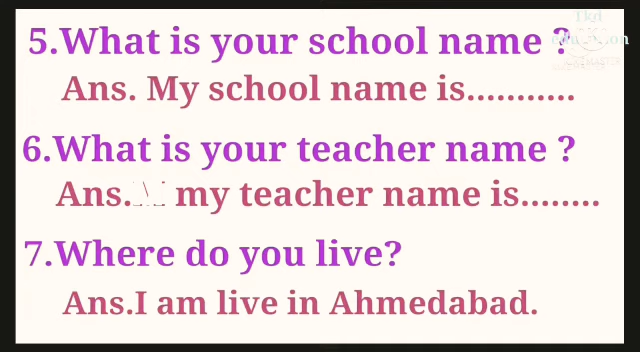 5.What is your school name ?
Ans. My school name is...........
6.What is your teacher name ?
Ans. my teacher name is........
7.Where do you live?
Ans.I am live in Ahmedabad.